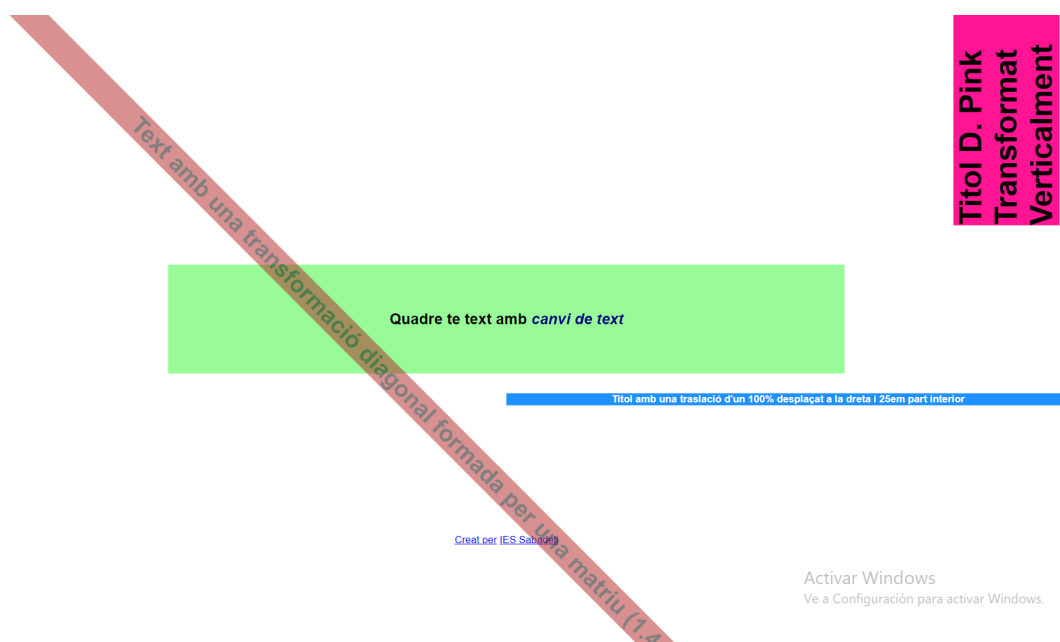 Titol D. Pink
Transformat
Verticalment
Text amb una transformació diagonal formada per una matriu (1.4
Quadre te text amb canvi de text
Titol amb una traslació d'un 100% desplaçat a la dreta i 25em part interior
Creat per IES Sabadell
Activar Windows
Ve a Configuración para activar Windows.